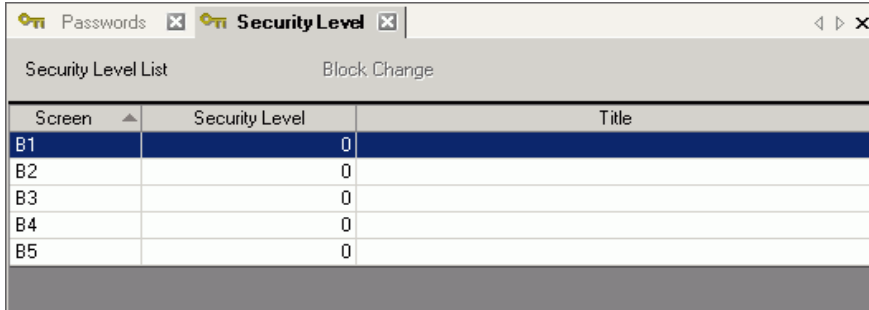 Passwords Security Level
Security Level List Block Change
Screen Security Level Title
B1 0
B2 0
B3 0
B4 0
B5 0